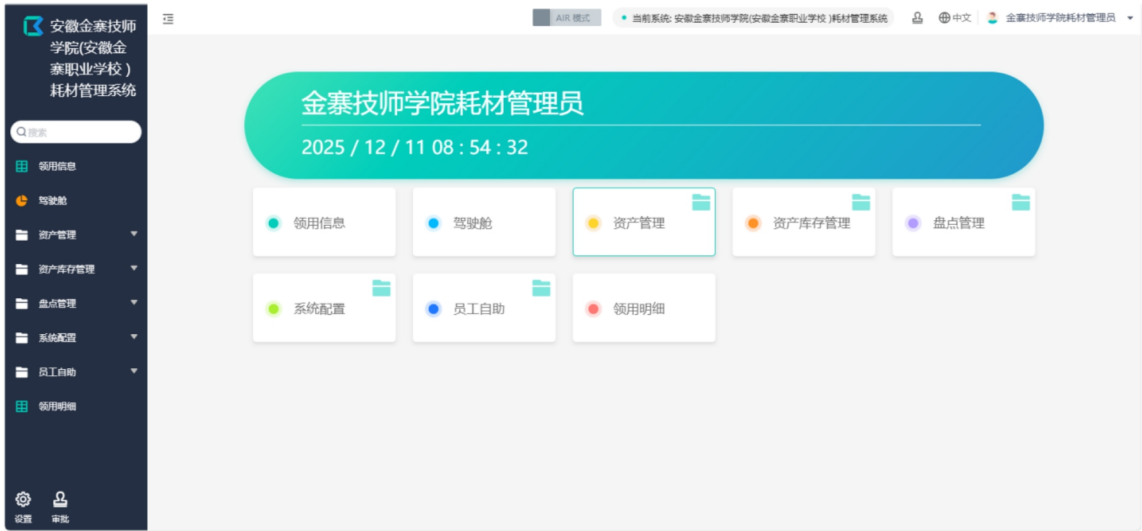 安徽金寨技师
学院(安徽金
寨职业学校 )
耗材管理系统
搜索
领用信息
驾驶舱
资产管理
资产库存管理
盘点管理
系统配置
员工自助
领用明细
设置
审批
AIR 模式
当前系统: 安徽金寨技师学院(安徽金寨职业学校 )耗材管理系统
中文
金寨技师学院耗材管理员
金寨技师学院耗材管理员
2025 / 12 / 11 08 : 54 : 32
领用信息
驾驶舱
资产管理
资产库存管理
盘点管理
系统配置
员工自助
领用明细